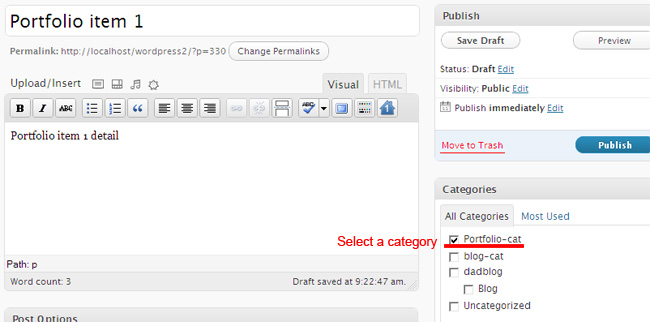 Portfolio item 1
Permalink: http://localhost/wordpress2/?p=330 Change Permalinks
Upload/Insert
Visual HTML
B I ABC “ ABC
Portfolio item 1 detail
Path: p
Word count: 3 Draft saved at 9:22:47 am.
Post Options
Publish
Save Draft Preview
Status: Draft Edit
Visibility: Public Edit
Publish immediately Edit
Move to Trash Publish
Categories
All Categories Most Used
Select a category Portfolio-cat
blog-cat
dadblog
Blog
Uncategorized